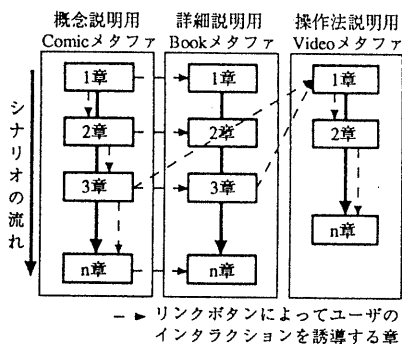 概念説明用
Comicメタファ
詳細説明用
Bookメタファ
操作法説明用
Videoメタファ
シナリオの流れ
1章
2章
3章
n章
1章
2章
3章
n章
1章
2章
n章
リンクボタンによってユーザの
インタラクションを誘導する章